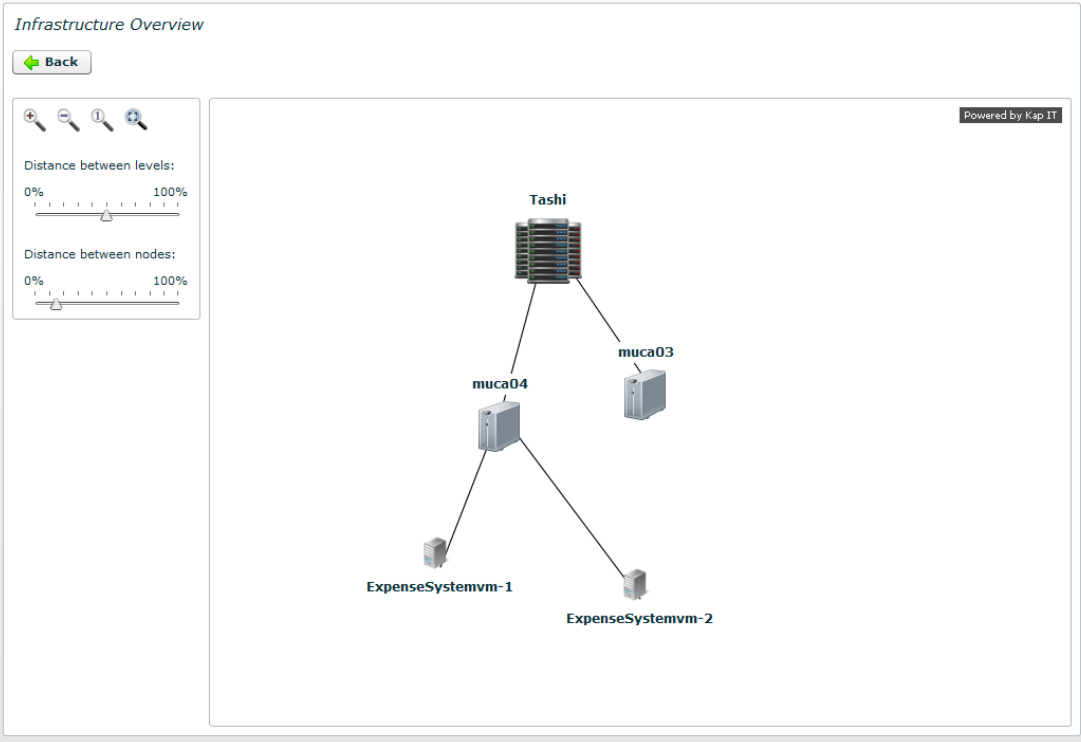 Infrastructure Overview
Back
1
Distance between levels:
0% 100%
Distance between nodes:
0% 100%
Powered by Kap IT
Tashi
muca03
muca04
ExpenseSystemvm-1
ExpenseSystemvm-2